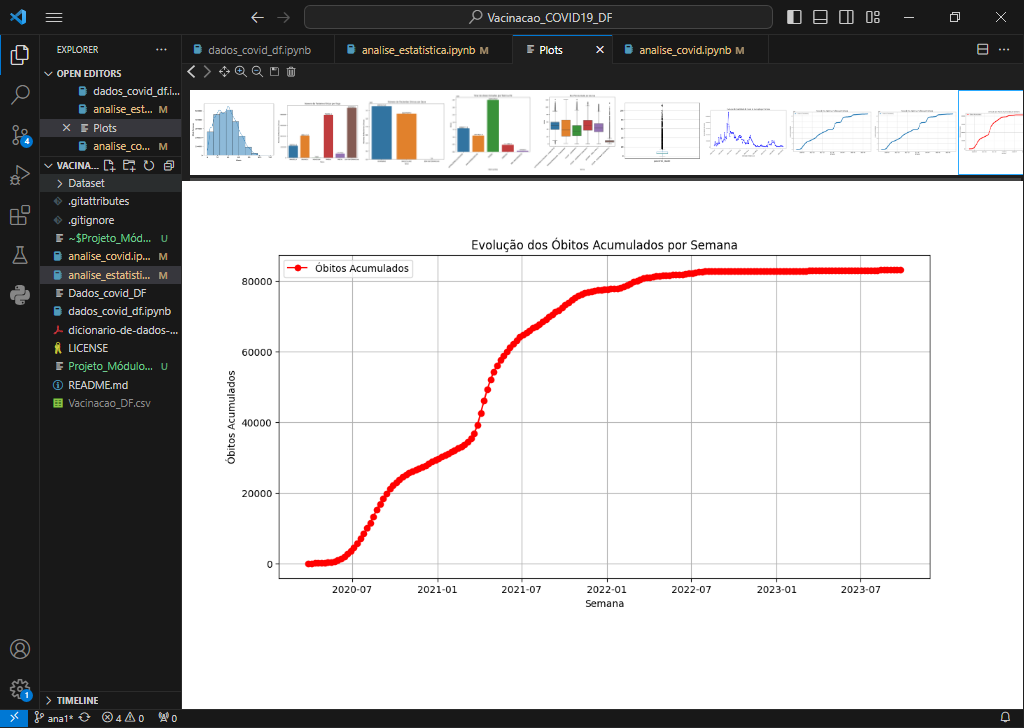 Vacinacao_COVID19_DF
EXPLORER
dados_covid_df.ipynb
analise_estatistica.ipynb M
Plots
analise_covid.ipynb M
OPEN EDITORS
dados_covid_df.i...
analise_est... M
Plots
analise_co... M
VACINA...
Dataset
.gitattributes
.gitignore
~$Projeto_Mód... U
analise_covid.ip... M
analise_estatisti... M
Dados_covid_DF
dados_covid_df.ipynb
dicionario-de-dados-...
LICENSE
Projeto_Módulo... U
README.md
Vacinacao_DF.csv
Evolução dos Óbitos Acumulados por Semana
Óbitos Acumulados
80000
60000
40000
20000
0
Óbitos Acumulados
2020-07
2021-01
2021-07
2022-01
2022-07
2023-01
2023-07
Semana
4
1
TIMELINE
ana1*
4
0
0